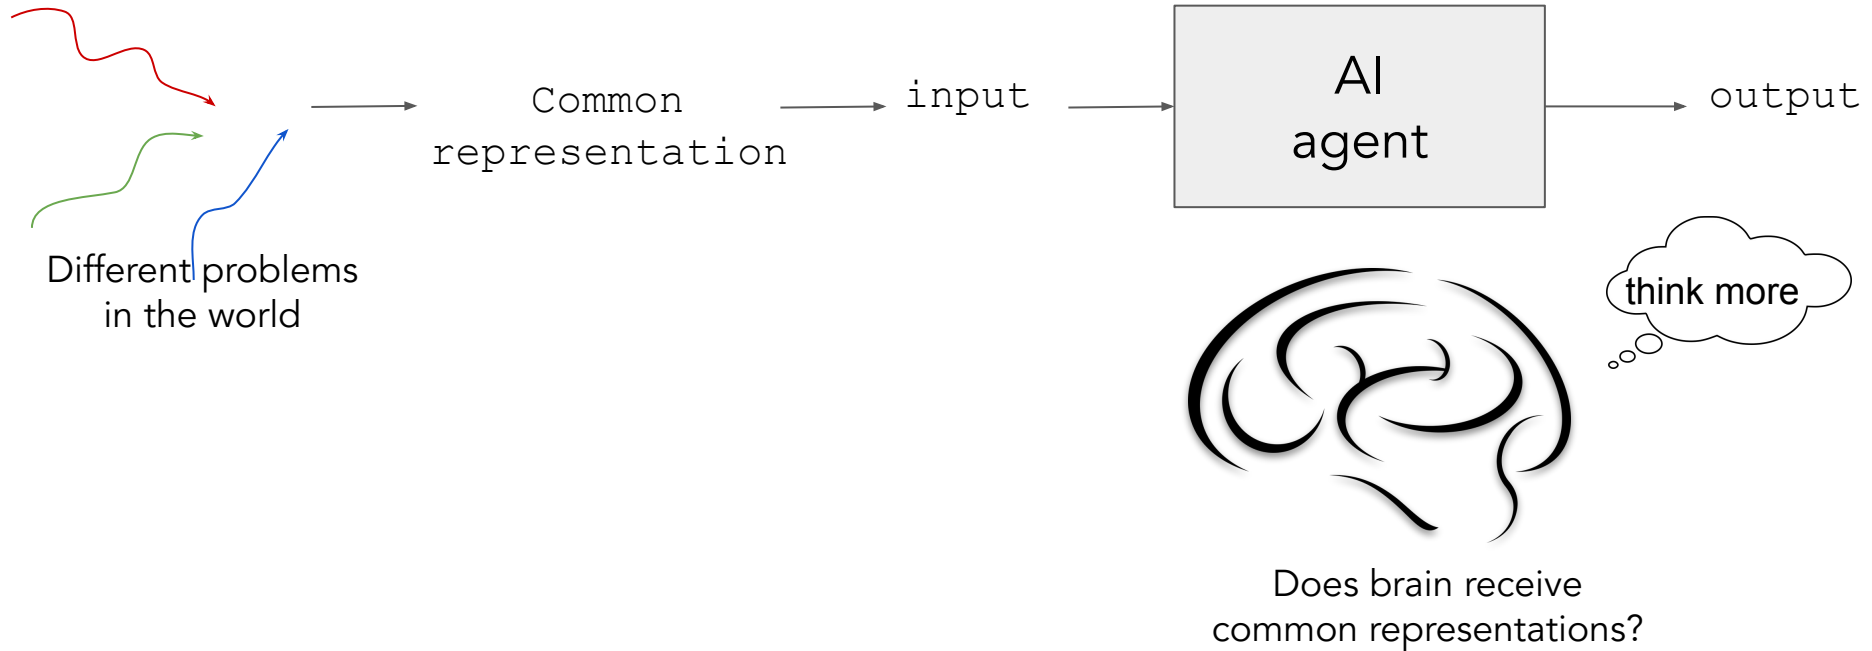 Different problems
in the world
Common
representation
input
AI
agent
output
think more
Does brain receive
common representations?